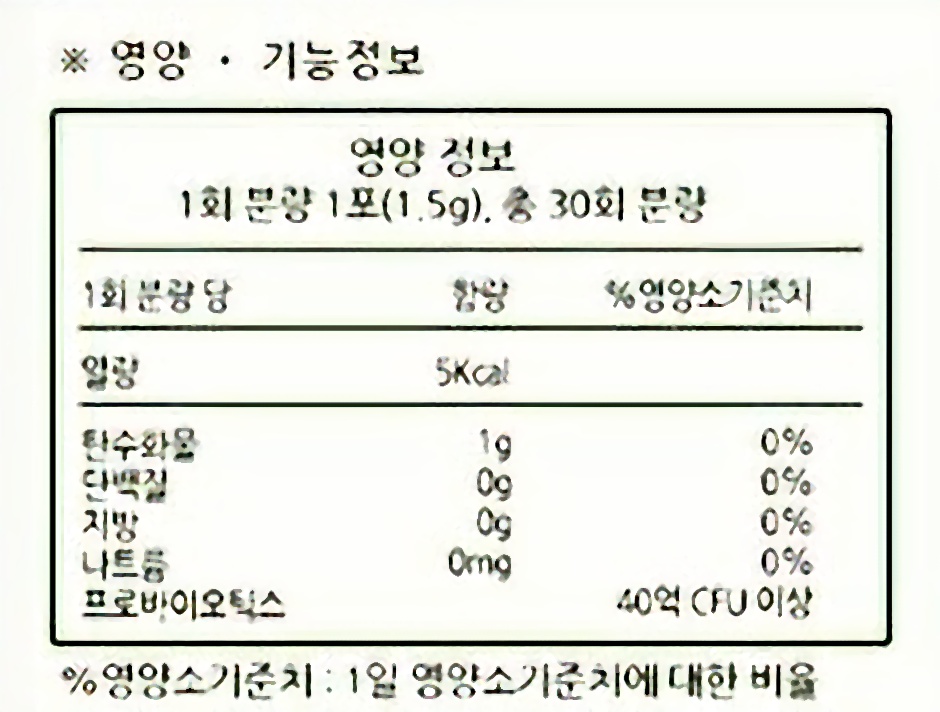 ※ 영양 · 기능정보
영양 정보
1회 분량 1포(1.5g), 총 30회 분량
1회 분량 당 함량 %영양소기준치
열량 5Kcal
탄수화물 1g 0%
단백질 0g 0%
지방 0g 0%
나트륨 0mg 0%
프로바이오틱스 40억 CFU 이상
%영양소기준치 : 1일 영양소기준치에 대한 비율